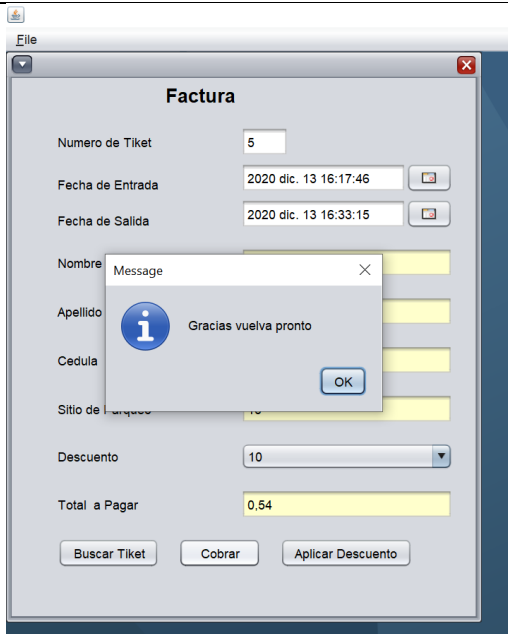 File
Factura
Numero de Tiket 5
Fecha de Entrada 2020 dic. 13 16:17:46
Fecha de Salida 2020 dic. 13 16:33:15
Nombre
Message
Apellido
Gracias vuelva pronto
Cedula
OK
Sitio de
Descuento 10
Total a Pagar 0,54
Buscar Tiket Cobrar Aplicar Descuento